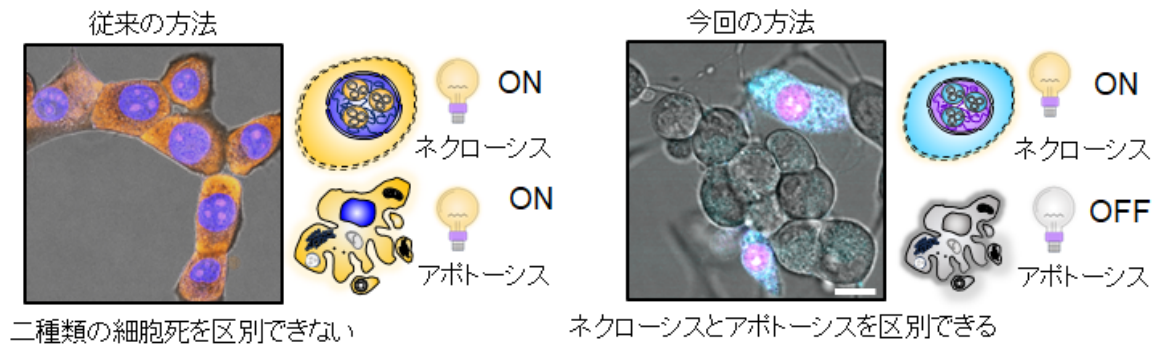 従来の方法
ON
ネクローシス
ON
アポトーシス
二種類の細胞死を区別できない
今回の方法
ON
ネクローシス
OFF
アポトーシス
ネクローシスとアポトーシスを区別できる